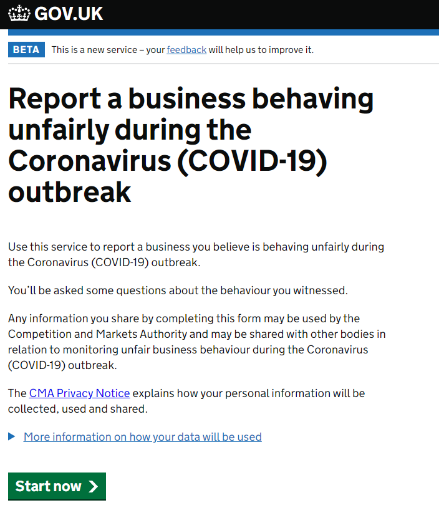 GOV.UK
BETA This is a new service – your feedback will help us to improve it.
Report a business behaving
unfairly during the
Coronavirus (COVID-19)
outbreak
Use this service to report a business you believe is behaving unfairly during
the Coronavirus (COVID-19) outbreak.
You’ll be asked some questions about the behaviour you witnessed.
Any information you share by completing this form may be used by the
Competition and Markets Authority and may be shared with other bodies in
relation to monitoring unfair business behaviour during the Coronavirus
(COVID-19) outbreak.
The CMA Privacy Notice explains how your personal information will be
collected, used and shared.
More information on how your data will be used
Start now